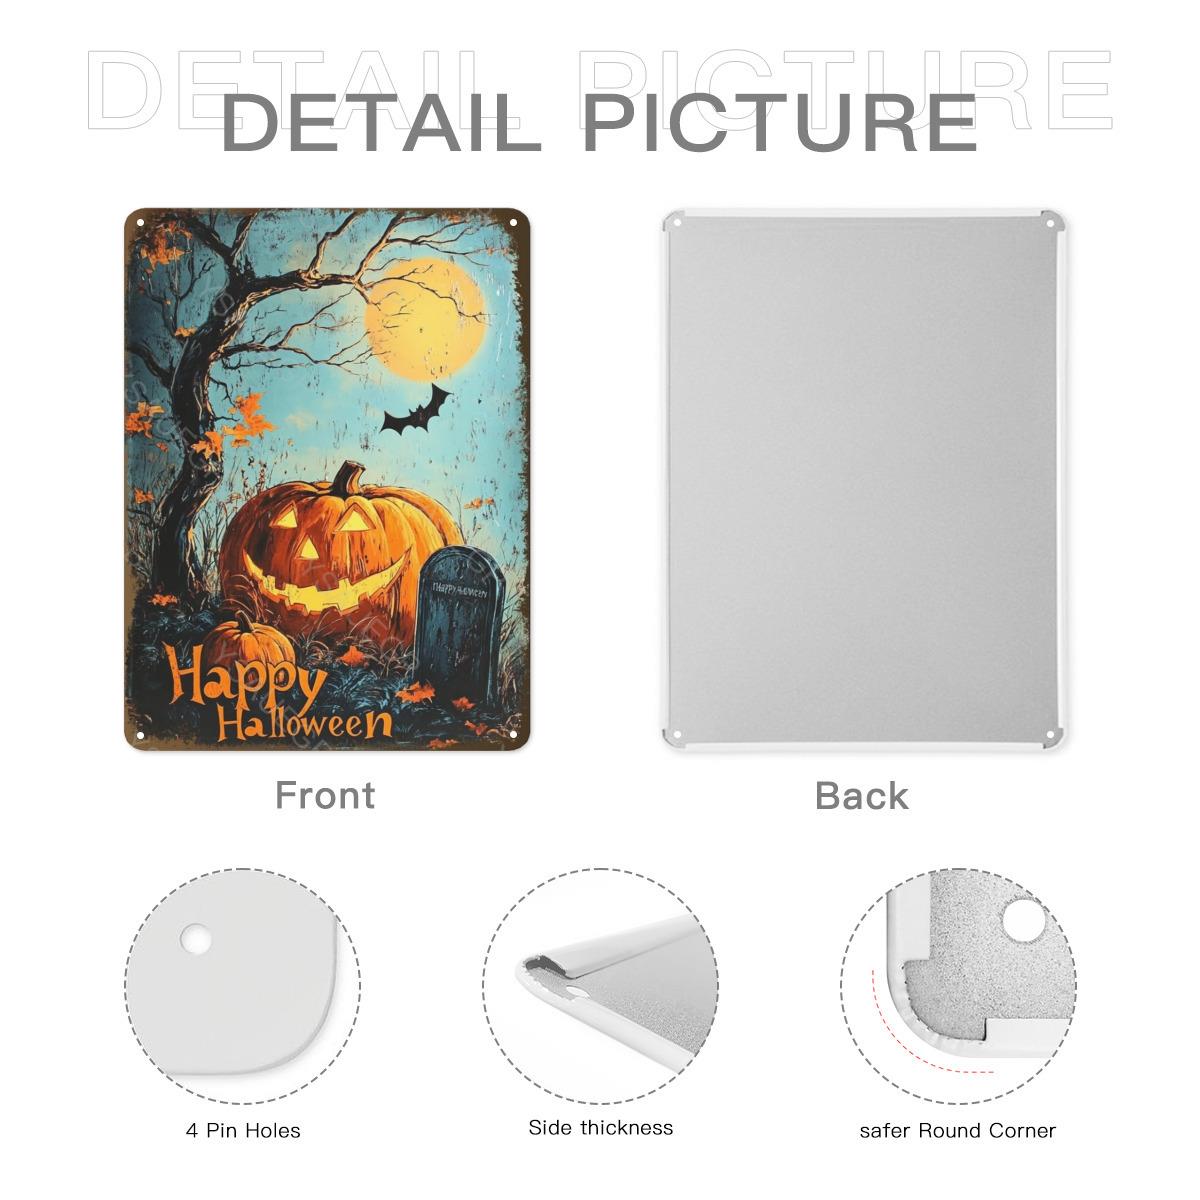 DETAIL PICTURE
DETAIL PICTURE
Happy Halloween
Happy
Halloween
Front
Back
4 Pin Holes
Side thickness
safer Round Corner